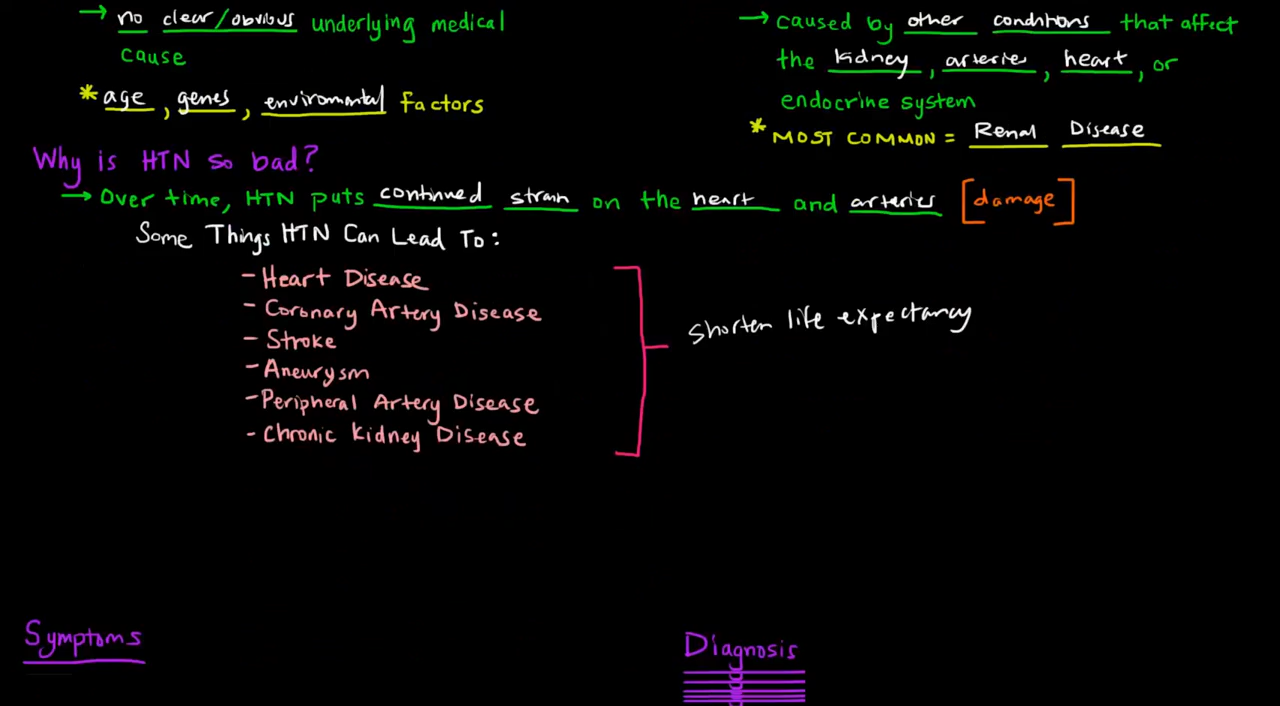 → no clear/obvious underlying medical
cause
* age, genes, enviromental factors
→ Caused by other conditions that affect
the kidney, arteries, heart, or
endocrine system
* MOST COMMON = Renal Disease
Why is HTN so bad?
→ Over time, HTN puts continued strain on the heart and arteries [damage]
Some Things HTN Can Lead To:
- Heart Disease
- Coronary Artery Disease
- Stroke
- Aneurysm
- Peripheral Artery Disease
- Chronic Kidney Disease
Shorten life expectancy
Symptoms
Diagnosis